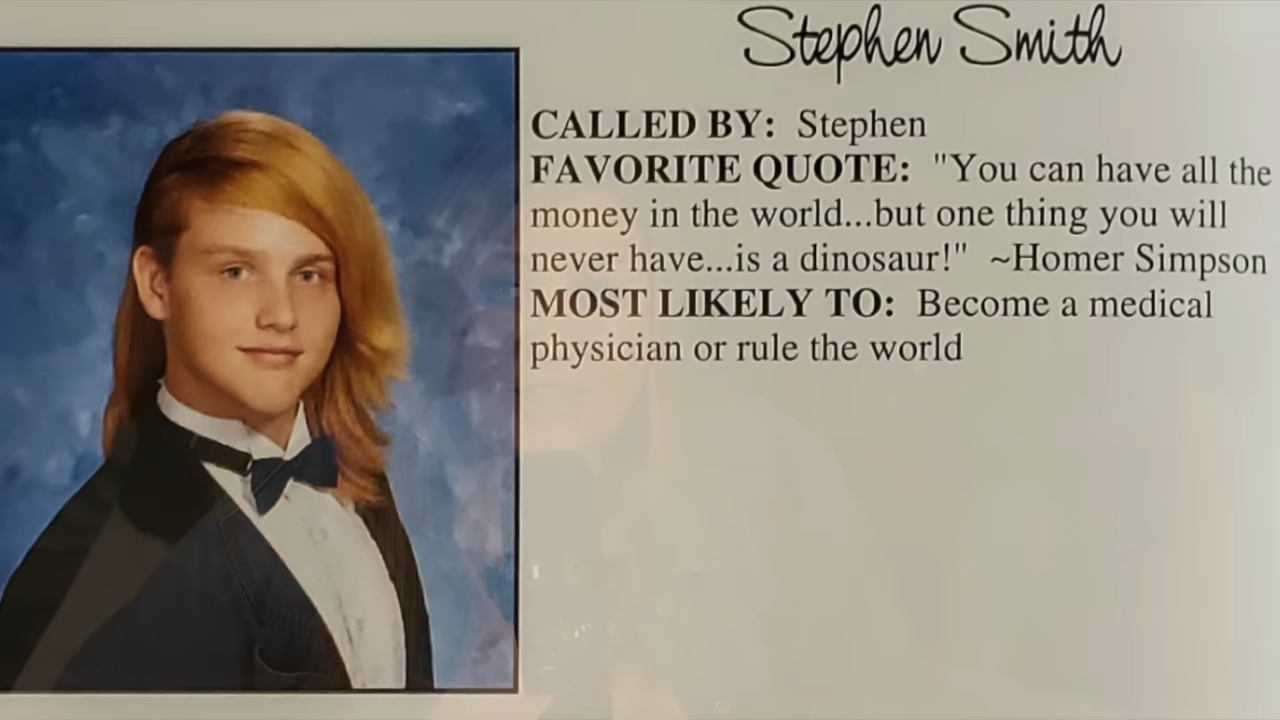 Stephen Smith
CALLED BY: Stephen
FAVORITE QUOTE: "You can have all the
money in the world...but one thing you will
never have...is a dinosaur!" ~Homer Simpson
MOST LIKELY TO: Become a medical
physician or rule the world